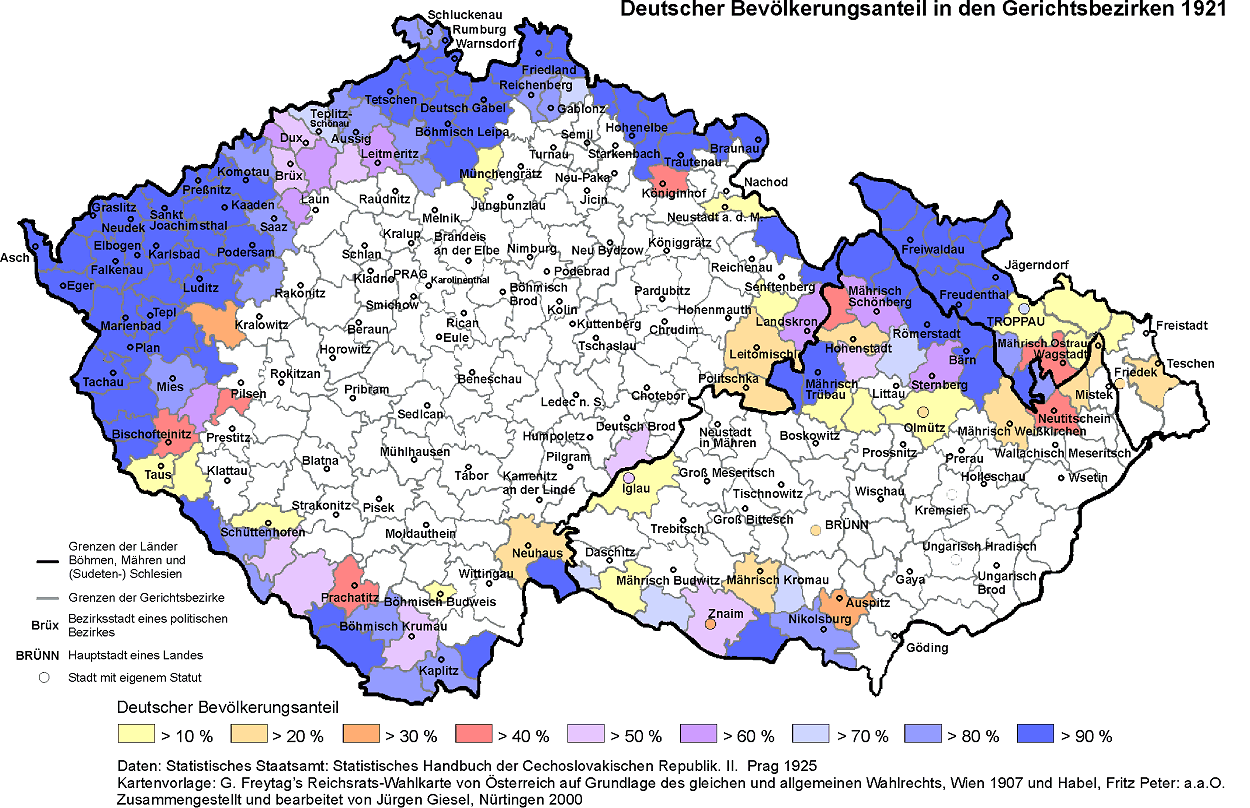 Deutscher Bevölkerungsanteil in den Gerichtsbezirken 1921
Schluckenau
Rumburg
Warnsdorf
Friedland
Reichenberg
Tetschen
Deutsch Gabel
Gablonz
Teplitz-
Schönau
Aussig
Böhmisch Leipa
Semil
Hohenelbe
Dux
Leitmeritz
Turnau
Starkenbach
Trautenau
Braunau
Komotau
Brüx
Münchengrätz
Neu-Paka
Preßnitz
Jicin
Königinhof
Nachod
Graslitz
Sankt
Joachimsthal
Kaaden
Laun
Raudnitz
Jungbunzlau
Neudek
Saaz
Melnik
Neustadt a. d. M.
Asch
Elbogen
Karlsbad
Podersam
Schlan
Kralup
Brandeis
an der Elbe
Nimburg
Neu Bydzow
Königgrätz
Freiwaldau
Falkenau
Kladno
PRAG
Karolinenthal
Podebrad
Reichenau
Jägerndorf
Eger
Luditz
Rakonitz
Smichow
Böhmisch
Brod
Pardubitz
Senftenberg
Mährisch
Schönberg
Freudenthal
Marienbad
Tepl
Kralowitz
Beraun
Rican
Eule
Kolin
Kuttenberg
Chrudim
Hohenmauth
Landskron
Römerstadt
TROPPAU
Freistadt
Plan
Horowitz
Tschaslau
Leitomischl
Hohenstadt
Bärn
Mährisch Ostrau
Wagstadt
Teschen
Tachau
Mies
Rokitzan
Beneschau
Politschka
Mährisch
Trübau
Sternberg
Friedek
Pilsen
Pribram
Sedlcan
Ledec n. S.
Chotebor
Littau
Mistek
Bischofteinitz
Prestitz
Humpoletz
Deutsch Brod
Neustadt
in Mähren
Boskowitz
Olmütz
Mährisch Weißkirchen
Neutitschein
Taus
Klattau
Blatna
Mühlhausen
Tábor
Kamenitz
an der Linde
Pilgram
Iglau
Groß Meseritsch
Prossnitz
Prerau
Wallachisch Meseritsch
Holleschau
Wsetin
Strakonitz
Pisek
Tischnowitz
Wischau
Kremsier
Schüttenhofen
Moldauthein
Groß Bittesch
Trebitsch
BRÜNN
Neuhaus
Daschitz
Ungarisch Hradisch
Wittingau
Mährisch Budwitz
Mährisch Kromau
Gaya
Ungarisch
Brod
Prachatitz
Böhmisch Budweis
Znaim
Auspitz
Böhmisch Krumau
Nikolsburg
Kaplitz
Göding
Grenzen der Länder
Böhmen, Mähren und
(Sudeten-) Schlesien
Grenzen der Gerichtsbezirke
Brüx Bezirksstadt eines politischen
Bezirkes
BRÜNN Hauptstadt eines Landes
Stadt mit eigenem Statut
Deutscher Bevölkerungsanteil
> 10 % > 20 % > 30 % > 40 % > 50 % > 60 % > 70 % > 80 % > 90 %
Daten: Statistisches Staatsamt: Statistisches Handbuch der Cechoslovakischen Republik. II. Prag 1925
Kartenvorlage: G. Freytag's Reichsrats-Wahlkarte von Österreich auf Grundlage des gleichen und allgemeinen Wahlrechts, Wien 1907 und Habel, Fritz Peter: a.a.O.
Zusammengestellt und bearbeitet von Jürgen Giesel, Nürtingen 2000